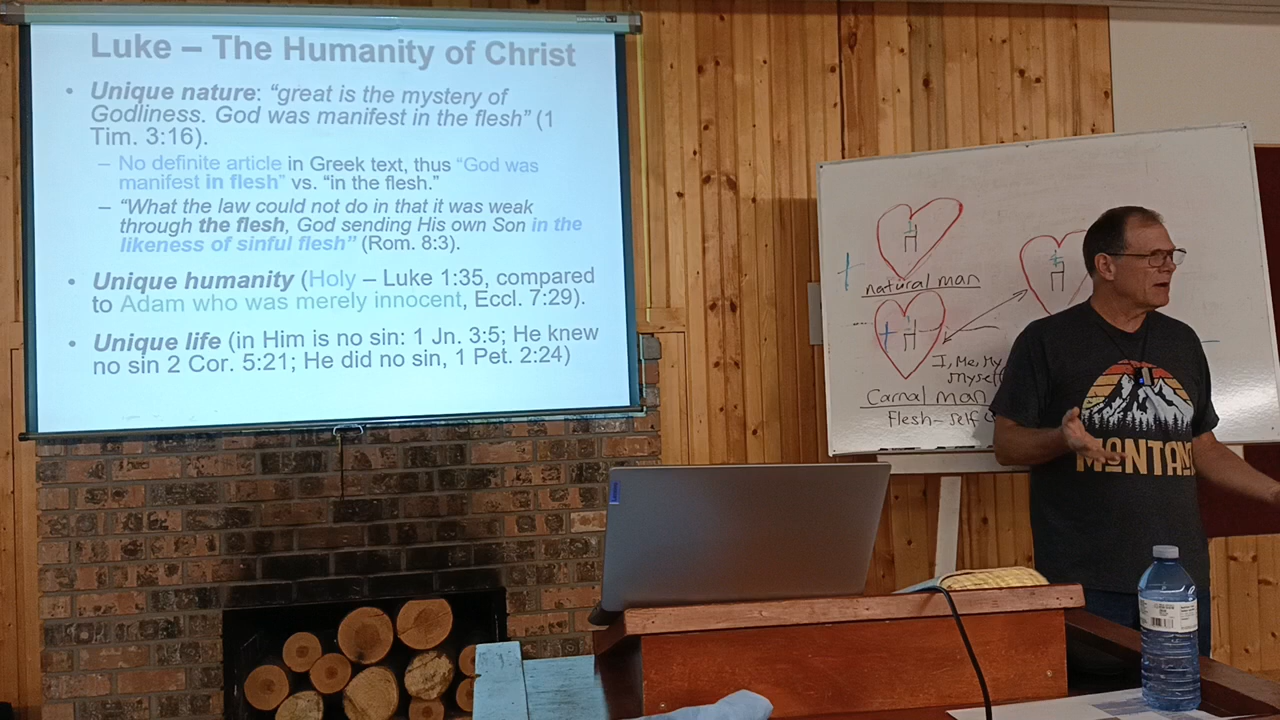 Luke – The Humanity of Christ
• Unique nature: “great is the mystery of
Godliness. God was manifest in the flesh” (1
Tim. 3:16).
– No definite article in Greek text, thus “God was
manifest in flesh” vs. “in the flesh.”
– “What the law could not do in that it was weak
through the flesh, God sending His own Son in the
likeness of sinful flesh” (Rom. 8:3).
• Unique humanity (Holy – Luke 1:35, compared
to Adam who was merely innocent, Eccl. 7:29).
• Unique life (in Him is no sin: 1 Jn. 3:5; He knew
no sin 2 Cor. 5:21; He did no sin, 1 Pet. 2:24)
natural man
I, Me, My
Myself
Carnal man
Flesh – self
MONTANA